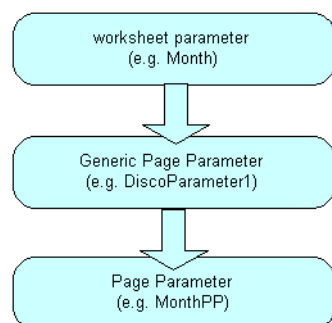 worksheet parameter
(e.g. Month)
Generic Page Parameter
(e.g. DiscoParameter1)
Page Parameter
(e.g. MonthPP)